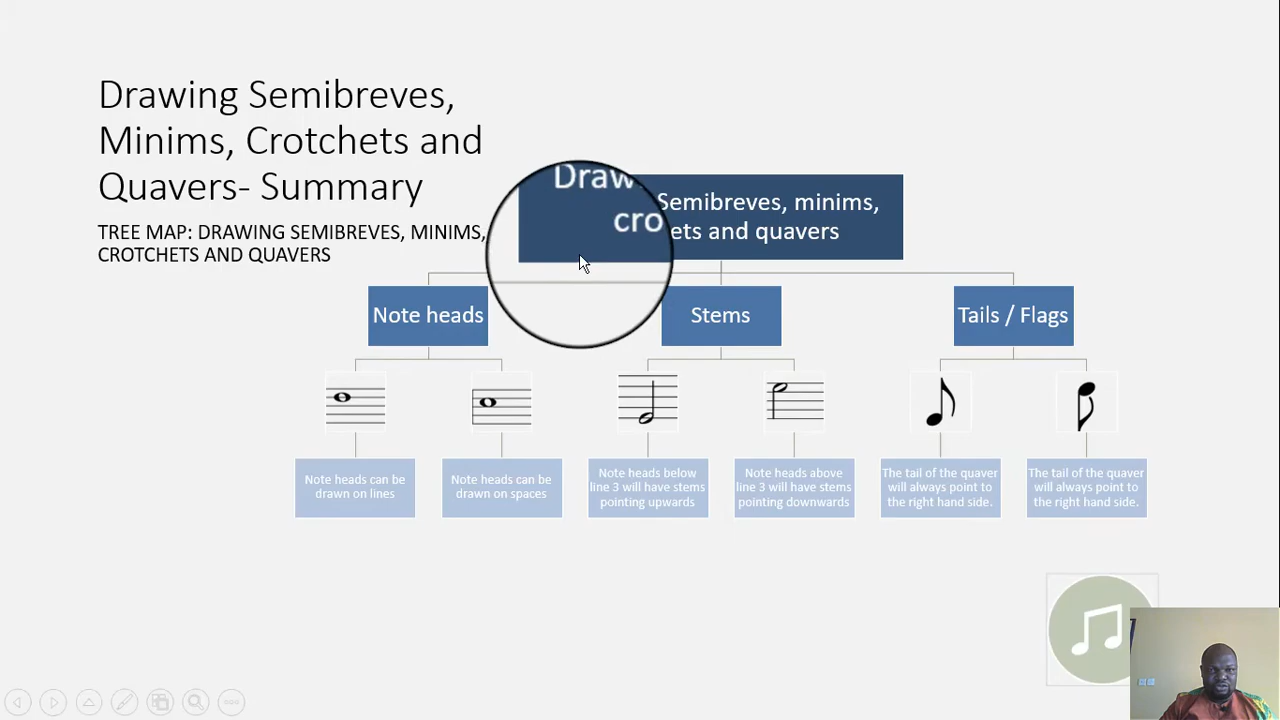 Drawing Semibreves,
Minims, Crotchets and
Quavers- Summary
TREE MAP: DRAWING SEMIBREVES, MINIMS,
CROTCHETS AND QUAVERS
Draw Semibreves, minims,
cro ets and quavers
Note heads
Stems
Tails / Flags
Note heads can be
drawn on lines
Note heads can be
drawn on spaces
Note heads below
line 3 will have stems
pointing upwards
Note heads above
line 3 will have stems
pointing downwards
The tail of the quaver
will always point to
the right hand side.
The tail of the quaver
will always point to
the right hand side.